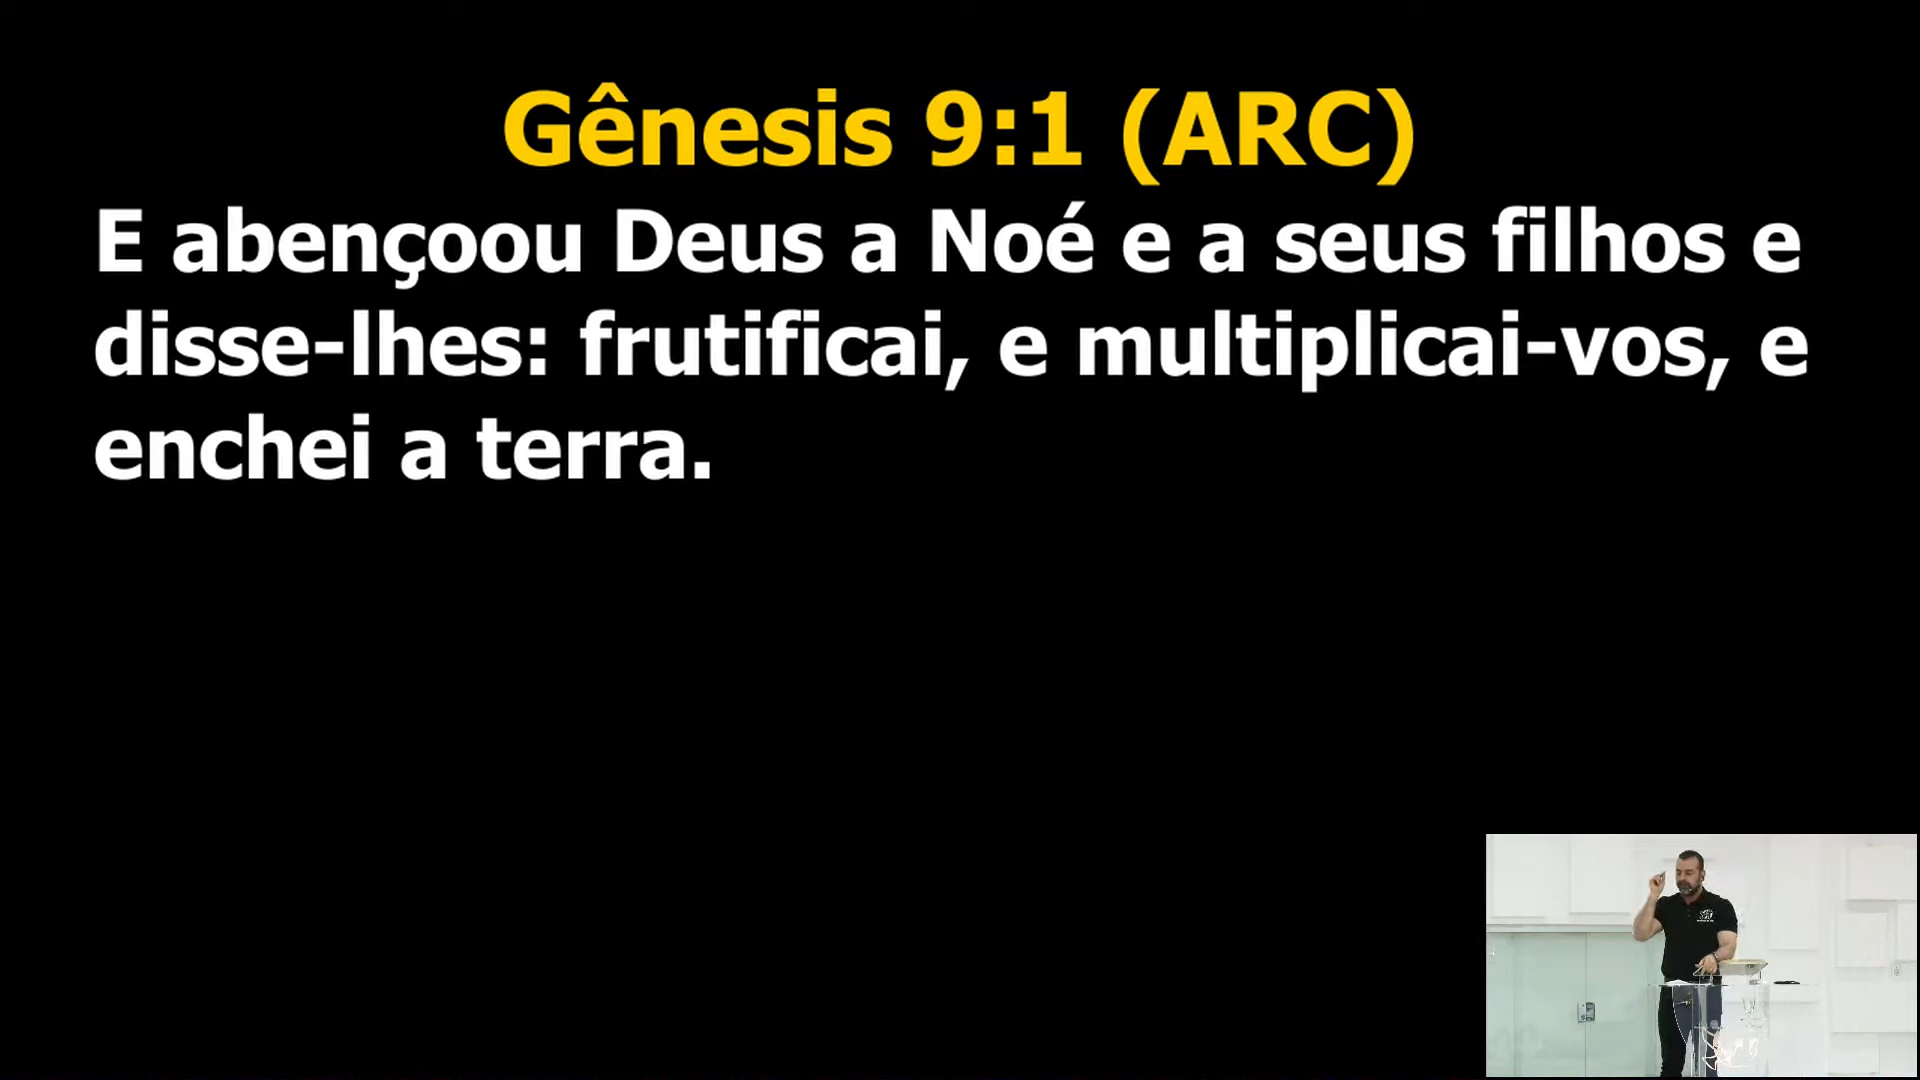 Gênesis 9:1 (ARC)
E abençoou Deus a Noé e a seus filhos e
disse-lhes: frutificai, e multiplicai-vos, e
enchei a terra.